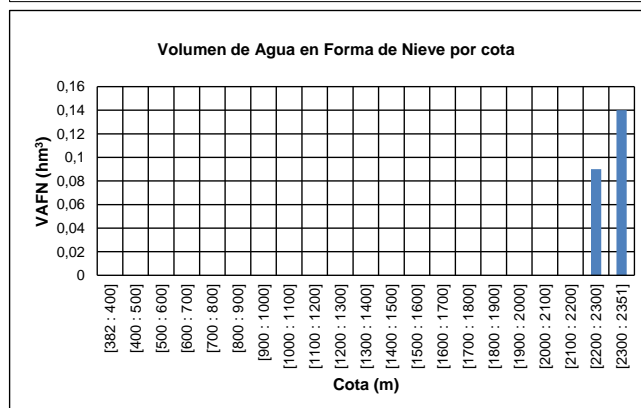 Volumen de Agua en Forma de Nieve por cota
VAFN (hm³)
0,16
0,14
0,12
0,1
0,08
0,06
0,04
0,02
0
[382 : 400]
[400 : 500]
[500 : 600]
[600 : 700]
[700 : 800]
[800 : 900]
[900 : 1000]
[1000 : 1100]
[1100 : 1200]
[1200 : 1300]
[1300 : 1400]
[1400 : 1500]
[1500 : 1600]
[1600 : 1700]
[1700 : 1800]
[1800 : 1900]
[1900 : 2000]
[2000 : 2100]
[2100 : 2200]
[2200 : 2300]
[2300 : 2351]
Cota (m)